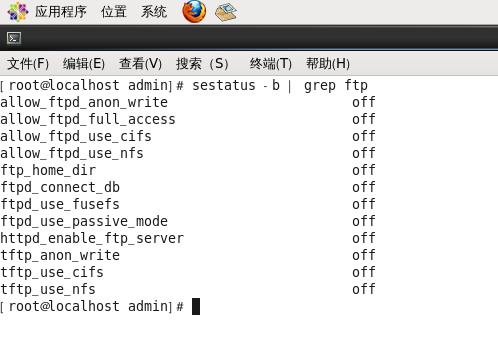 应用程序 位置 系统
文件(F) 编辑(E) 查看(V) 搜索 (S) 终端(T) 帮助(H)
[root@localhost admin]# sestatus -b | grep ftp
allow_ftpd_anon_write off
allow_ftpd_full_access off
allow_ftpd_use_cifs off
allow_ftpd_use_nfs off
ftp_home_dir off
ftpd_connect_db off
ftpd_use_fusefs off
ftpd_use_passive_mode off
httpd_enable_ftp_server off
tftp_anon_write off
tftp_use_cifs off
tftp_use_nfs off
[root@localhost admin]#